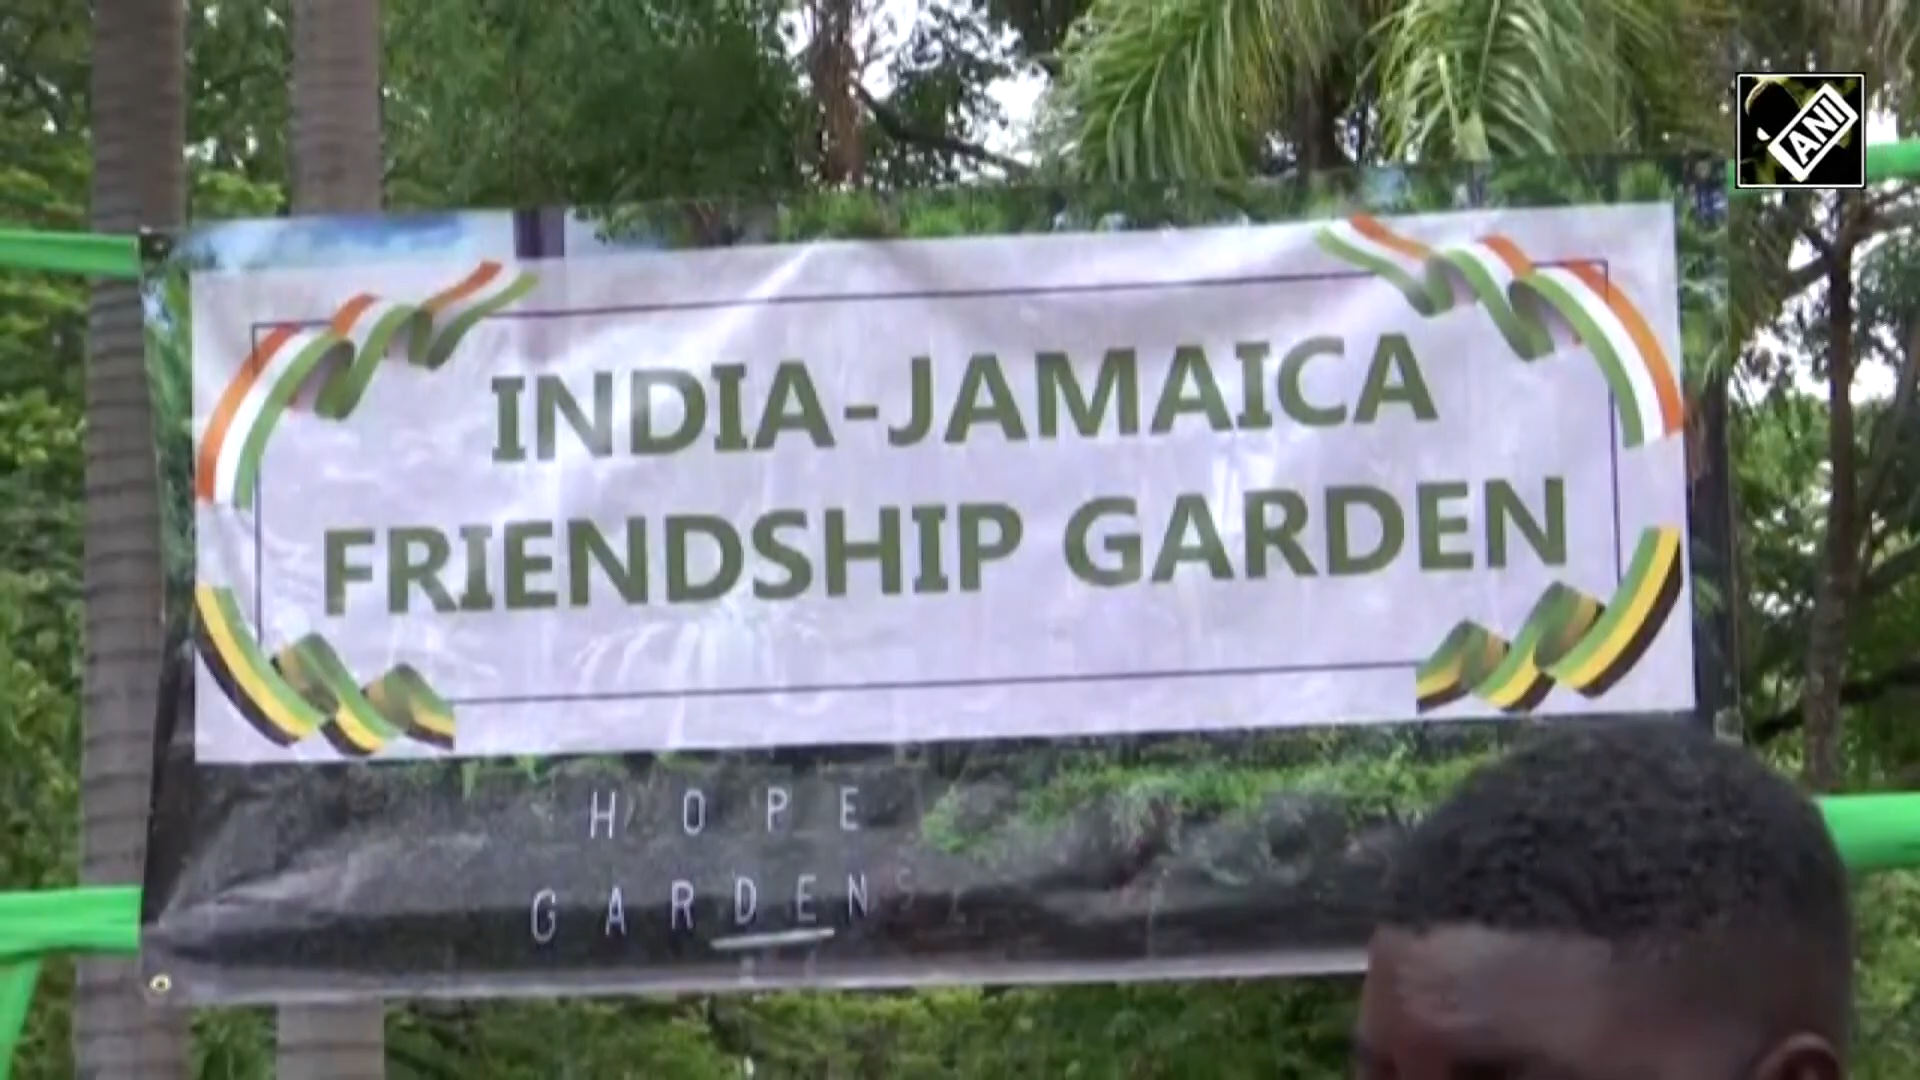 ANI
INDIA-JAMAICA
FRIENDSHIP GARDEN
HOPE
GARDENS